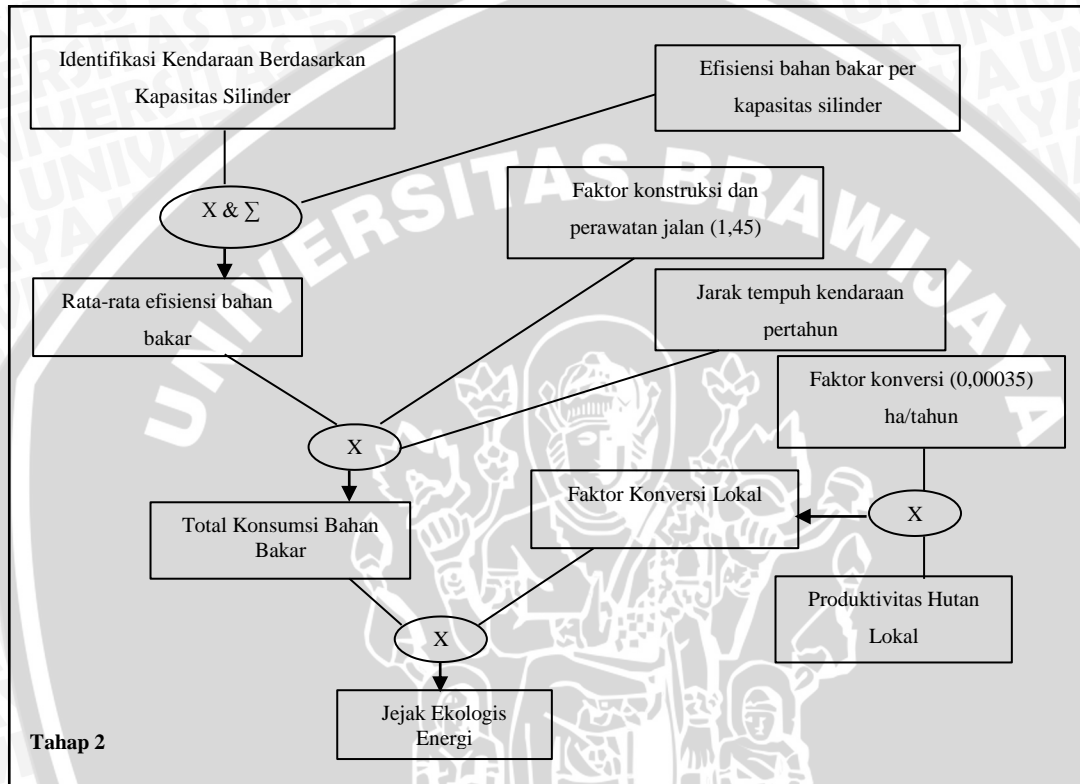 Identifikasi Kendaraan Berdasarkan
Kapasitas Silinder
Efisiensi bahan bakar per
kapasitas silinder
X & ∑
Faktor konstruksi dan
perawatan jalan (1,45)
Rata-rata efisiensi bahan
bakar
Jarak tempuh kendaraan
pertahun
Faktor konversi (0,00035)
ha/tahun
X
Total Konsumsi Bahan
Bakar
Faktor Konversi Lokal
X
Produktivitas Hutan
Lokal
X
Jejak Ekologis
Energi
Tahap 2
UNIVERSITAS BRAWIJAYA